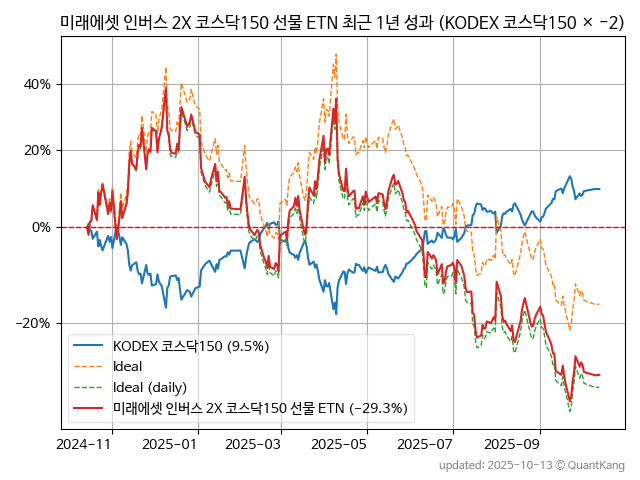 미래에셋 인버스 2X 코스닥150 선물 ETN 최근 1년 성과 (KODEX 코스닥150 × −2)
40%
20%
0%
−20%
KODEX 코스닥150 (9.5%)
Ideal
Ideal (daily)
미래에셋 인버스 2X 코스닥150 선물 ETN (−29.3%)
2024−11 2025−01 2025−03 2025−05 2025−07 2025−09
updated: 2025-10-13 © QuantKang